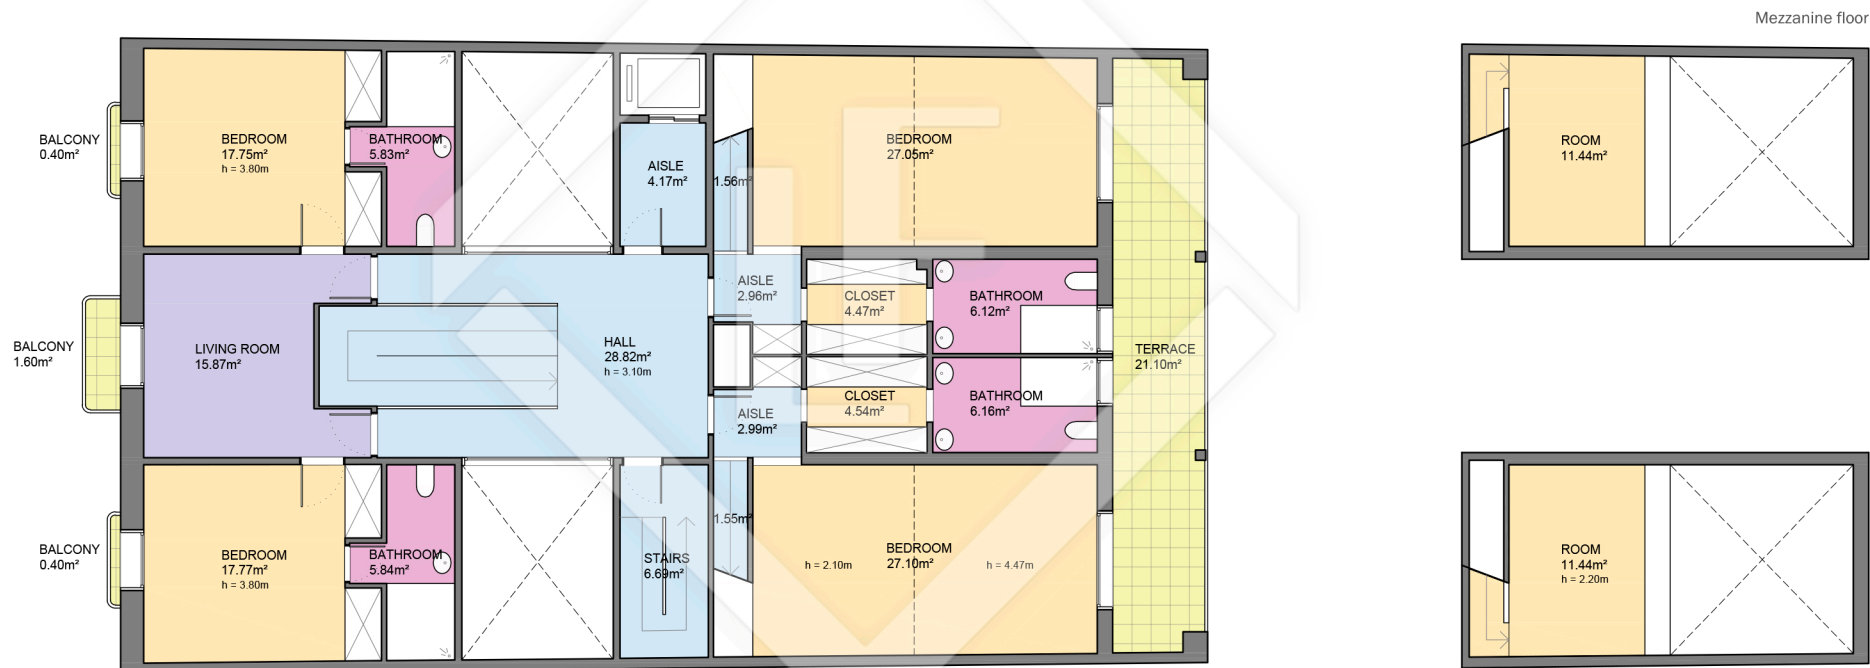 Mezzanine floor
BALCONY
0.40m²
BEDROOM
17.75m²
h = 3.80m
BATHROOM
5.83m²
AISLE
4.17m²
1.56m²
BEDROOM
27.05m²
ROOM
11.44m²
BALCONY
1.60m²
LIVING ROOM
15.87m²
HALL
28.82m²
h = 3.10m
AISLE
2.96m²
CLOSET
4.47m²
BATHROOM
6.12m²
TERRACE
21.10m²
AISLE
2.99m²
CLOSET
4.54m²
BATHROOM
6.16m²
BALCONY
0.40m²
BEDROOM
17.77m²
h = 3.80m
BATHROOM
5.84m²
STAIRS
6.69m²
1.55m²
h = 2.10m
BEDROOM
27.10m²
h = 4.47m
ROOM
11.44m²
h = 2.20m
LF